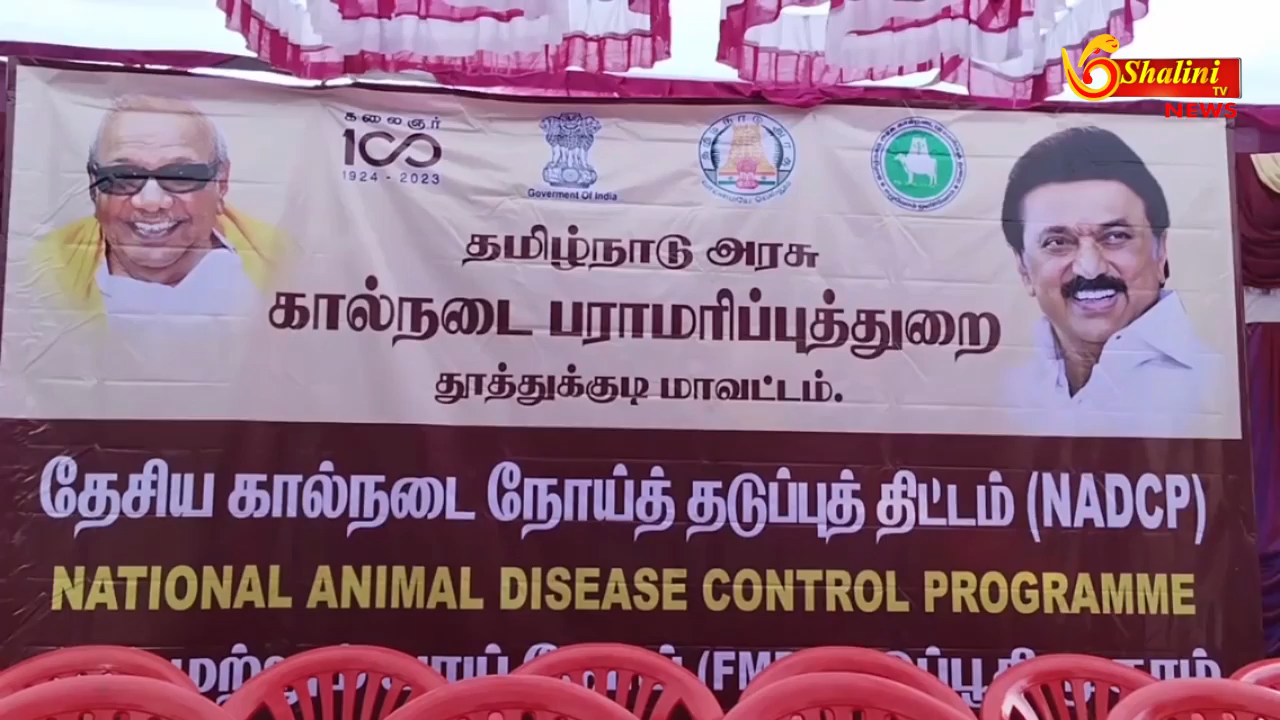 Shalini
TV
NEWS
கலைஞர்
100
1924 - 2023
Goverment Of India
தமிழ்நாடு அரசு
கால்நடை பராமரிப்புத்துறை
தூத்துக்குடி மாவட்டம்.
தேசிய கால்நடை நோய்த் தடுப்புத் திட்டம் (NADCP)
NATIONAL ANIMAL DISEASE CONTROL PROGRAMME